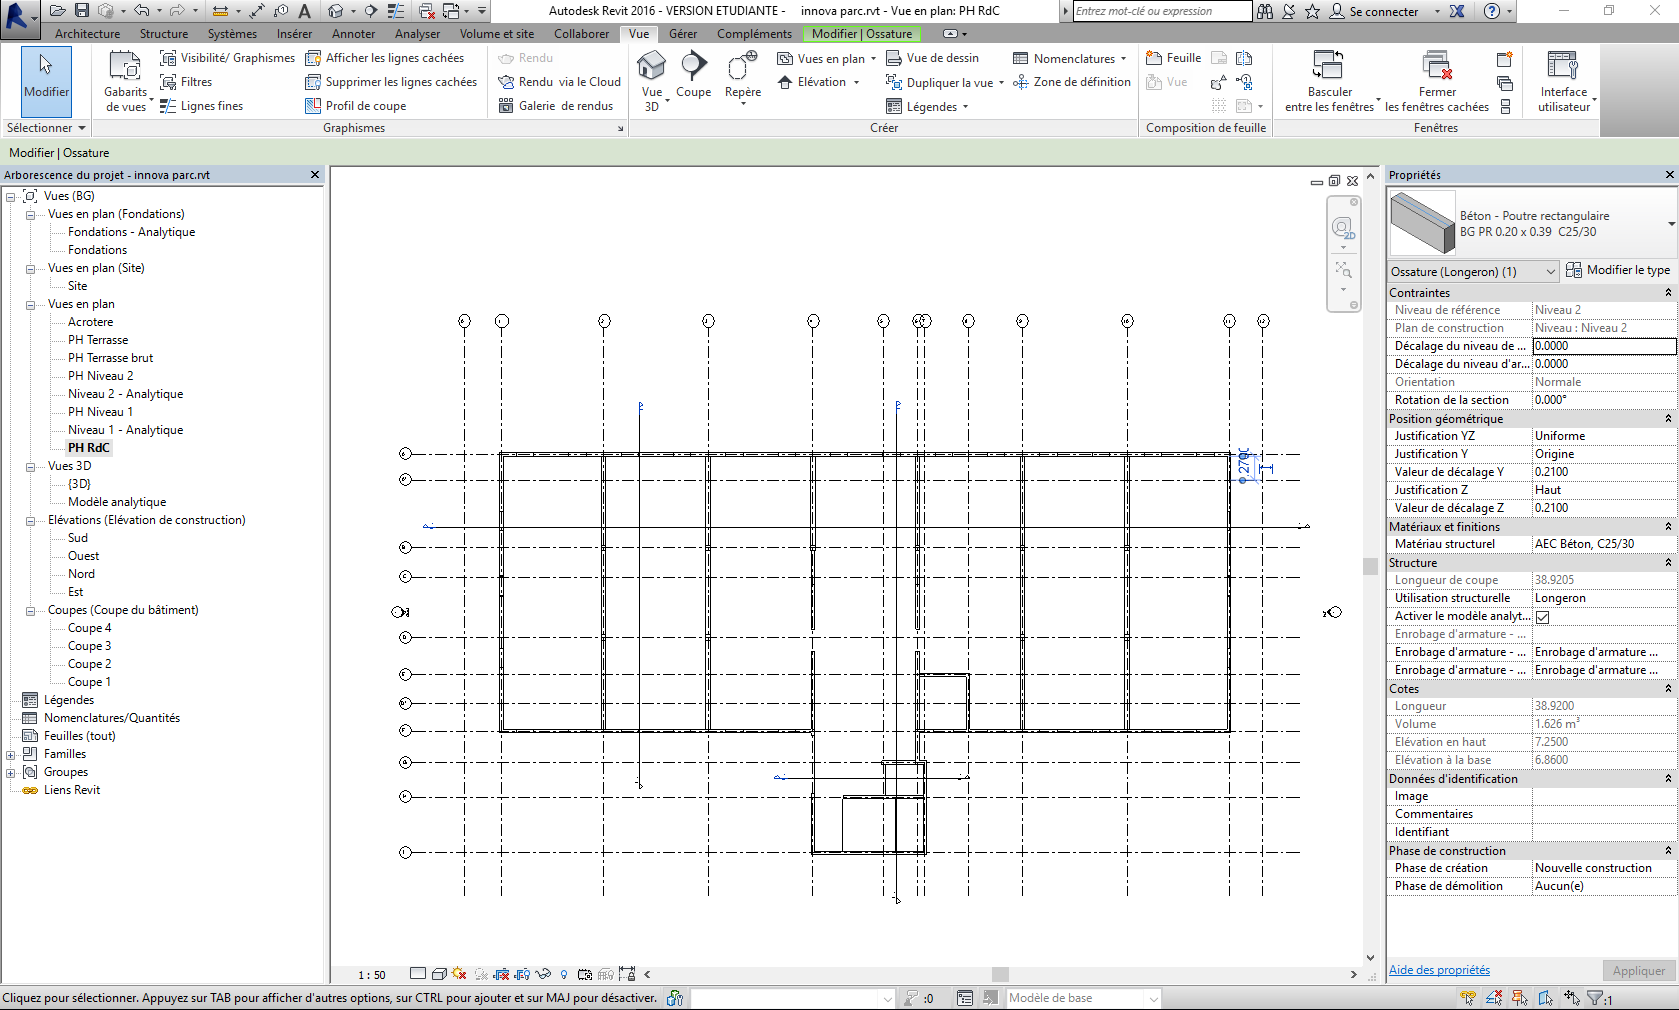 Autodesk Revit 2016 - VERSION ETUDIANTE - innova parc.rvt - Vue en plan: PH RdC
Entrez mot-clé ou expression
Se connecter
Architecture Structure Systèmes Insérer Annoter Analyser Volume et site Collaborer Vue Gérer Compléments Modifier | Ossature
Modifier
Gabarits
de vues
Visibilité/ Graphismes
Filtres
Lignes fines
Afficher les lignes cachées
Supprimer les lignes cachées
Profil de coupe
Rendu
Rendu via le Cloud
Galerie de rendus
Vue
3D
Coupe
Repère
Vues en plan
Elévation
Vue de dessin
Dupliquer la vue
Légendes
Nomenclatures
Zone de définition
Feuille
Vue
Basculer
entre les fenêtres
Fermer
les fenêtres cachées
Interface
utilisateur
Sélectionner Graphismes Créer Composition de feuille Fenêtres
Modifier | Ossature
Arborescence du projet - innova parc.rvt
Vues (BG)
Vues en plan (Fondations)
Fondations - Analytique
Fondations
Vues en plan (Site)
Site
Vues en plan
Acrotere
PH Terrasse
PH Terrasse brut
PH Niveau 2
Niveau 2 - Analytique
PH Niveau 1
Niveau 1 - Analytique
PH RdC
Vues 3D
{3D}
Modèle analytique
Elévations (Elévation de construction)
Sud
Ouest
Nord
Est
Coupes (Coupe du bâtiment)
Coupe 4
Coupe 3
Coupe 2
Coupe 1
Légendes
Nomenclatures/Quantités
Feuilles (tout)
Familles
Groupes
Liens Revit
2D
1 : 50
Propriétés
Béton - Poutre rectangulaire
BG PR 0.20 x 0.39 C25/30
Ossature (Longeron) (1) Modifier le type
Contraintes
Niveau de référence Niveau 2
Plan de construction Niveau : Niveau 2
Décalage du niveau de ... 0.0000
Décalage du niveau d'ar... 0.0000
Orientation Normale
Rotation de la section 0.000°
Position géométrique
Justification YZ Uniforme
Justification Y Origine
Valeur de décalage Y 0.2100
Justification Z Haut
Valeur de décalage Z 0.2100
Matériaux et finitions
Matériau structurel AEC Béton, C25/30
Structure
Longueur de coupe 38.9205
Utilisation structurelle Longeron
Activer le modèle analyt...
Enrobage d'armature - ...
Enrobage d'armature - ... Enrobage d'armature ...
Enrobage d'armature - ... Enrobage d'armature ...
Cotes
Longueur 38.9200
Volume 1.626 m³
Elévation en haut 7.2500
Elévation à la base 6.8600
Données d'identification
Image
Commentaires
Identifiant
Phase de construction
Phase de création Nouvelle construction
Phase de démolition Aucun(e)
Aide des propriétés Appliquer
Cliquez pour sélectionner. Appuyez sur TAB pour afficher d'autres options, sur CTRL pour ajouter et sur MAJ pour désactiver. :0 Modèle de base :1